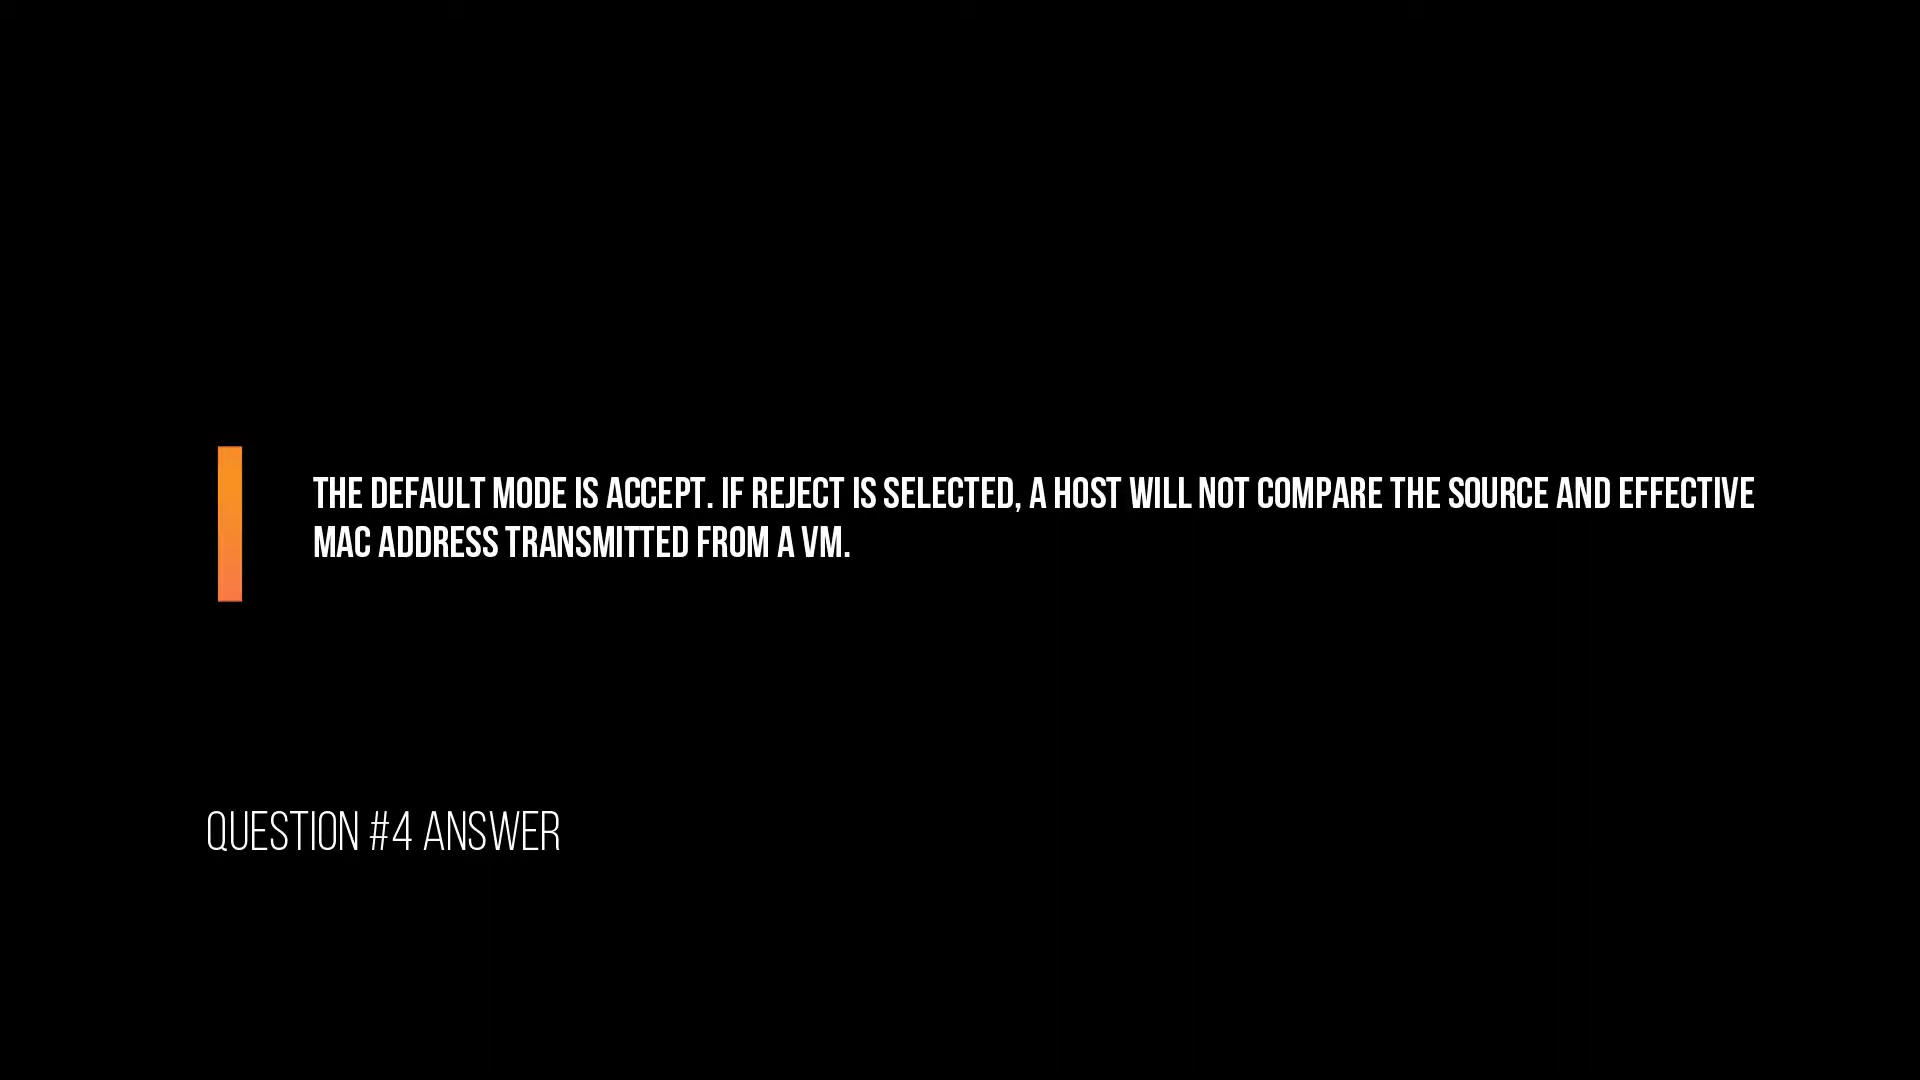 THE DEFAULT MODE IS ACCEPT. IF REJECT IS SELECTED, A HOST WILL NOT COMPARE THE SOURCE AND EFFECTIVE
MAC ADDRESS TRANSMITTED FROM A VM.
QUESTION #4 ANSWER